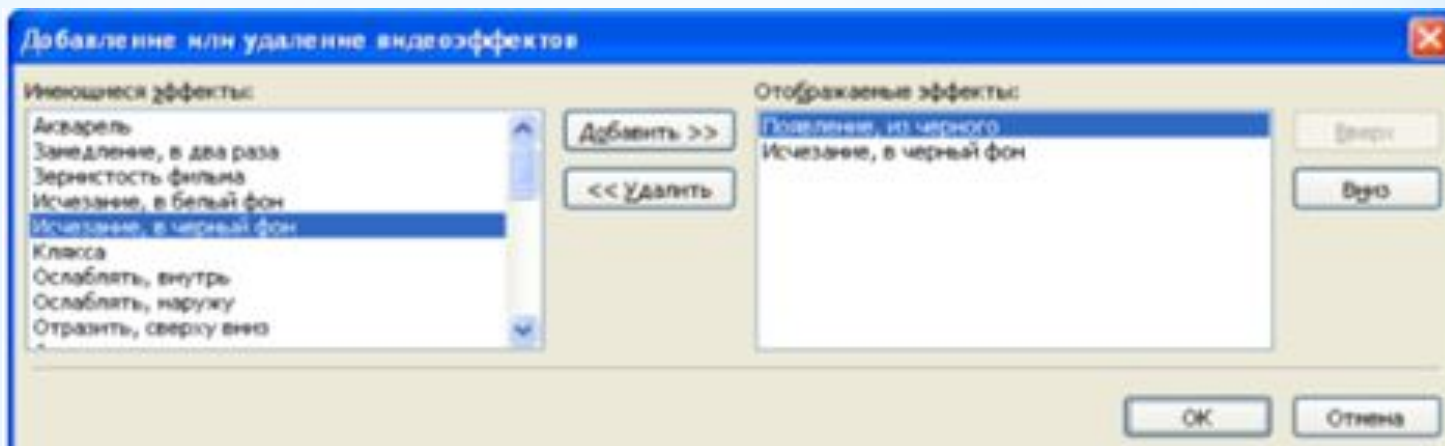 Добавление или удаление видеоэффектов
Имеющиеся эффекты:
Акварель
Замедление, в два раза
Зернистость фильма
Исчезание, в белый фон
Исчезание, в черный фон
Клякса
Ослаблять, внутрь
Ослаблять, наружу
Отразить, сверху вниз
Добавить >>
<< Удалить
Отображаемые эффекты:
Появление, из черного
Исчезание, в черный фон
Вверх
Вниз
ОК
Отмена